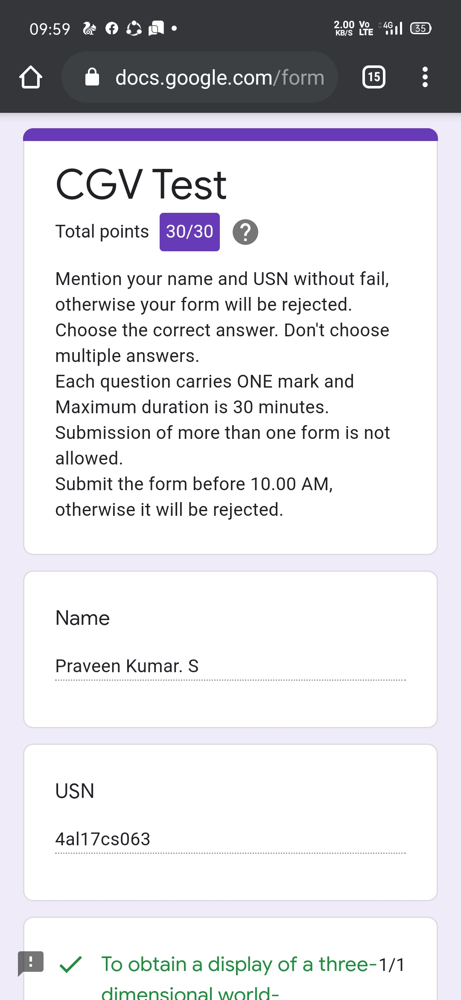 09:59
2.00 KB/S Vo LTE 4G 35
docs.google.com/form
15
CGV Test
Total points 30/30 ?
Mention your name and USN without fail,
otherwise your form will be rejected.
Choose the correct answer. Don't choose
multiple answers.
Each question carries ONE mark and
Maximum duration is 30 minutes.
Submission of more than one form is not
allowed.
Submit the form before 10.00 AM,
otherwise it will be rejected.
Name
Praveen Kumar. S
USN
4al17cs063
To obtain a display of a three- 1/1
dimensional world-